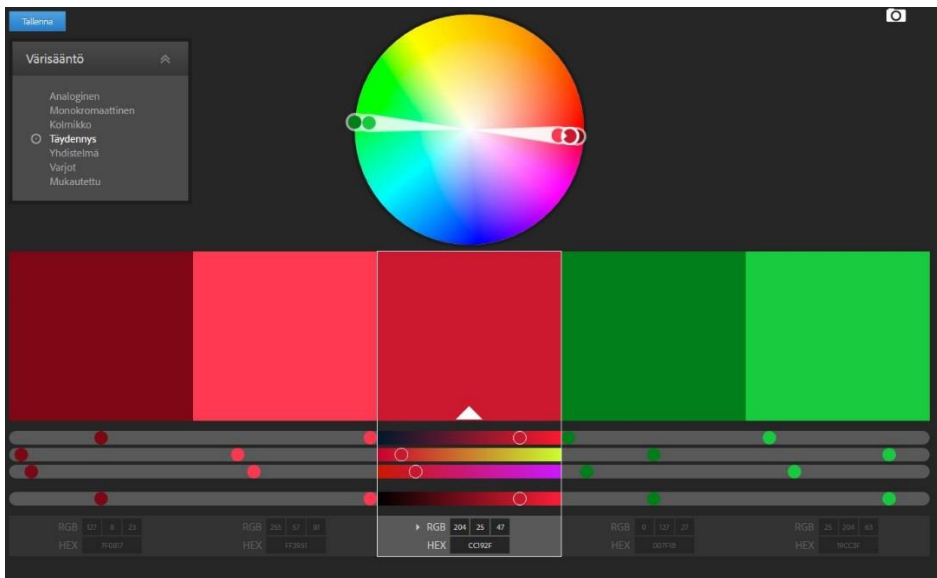 Tallenna
Värisääntö
Analoginen
Monokromaattinen
Kolmikko
Täydennys
Yhdistelmä
Varjot
Mukautettu
RGB 127 8 23 RGB 255 57 81 RGB 204 25 47 RGB 0 127 27 RGB 25 204 63
HEX 7F0817 HEX FF3951 HEX CC192F HEX HEX 19CC3F